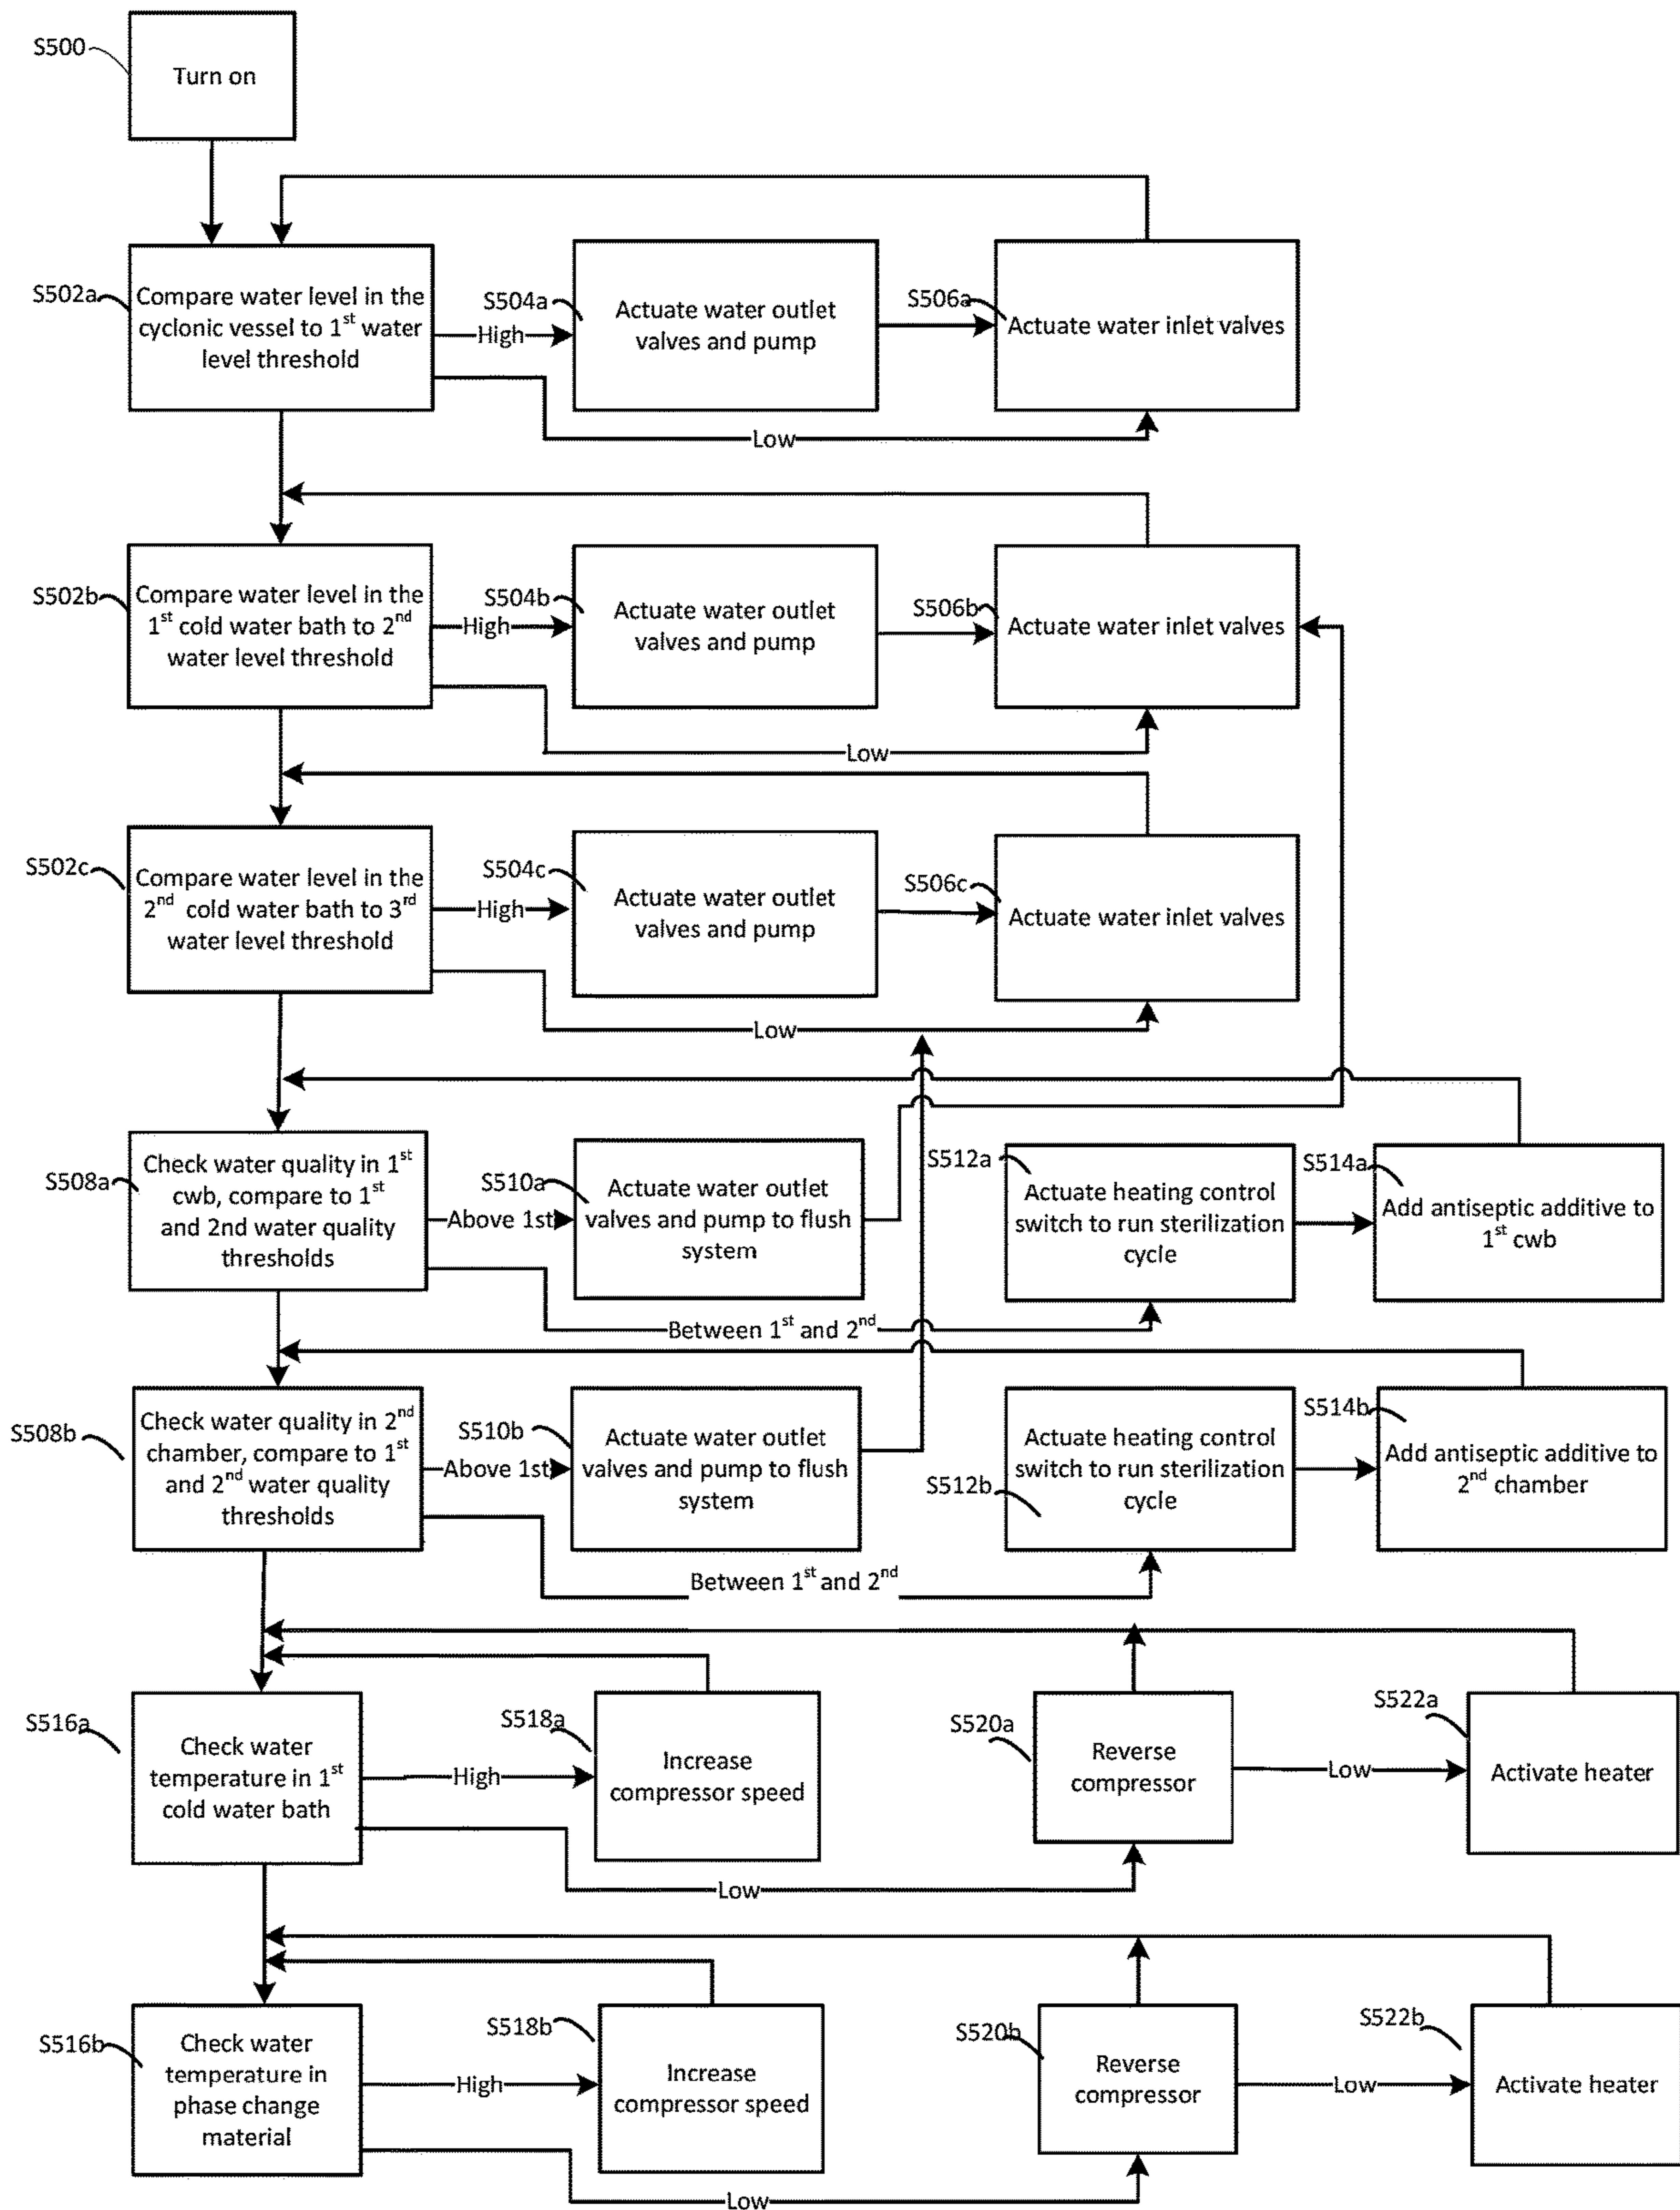 S500
Turn on
S502a
Compare water level in the
cyclonic vessel to 1st water
level threshold
High
S504a
Actuate water outlet
valves and pump
S506a
Actuate water inlet valves
Low
S502b
Compare water level in the
1st cold water bath to 2nd
water level threshold
High
S504b
Actuate water outlet
valves and pump
S506b
Actuate water inlet valves
Low
S502c
Compare water level in the
2nd cold water bath to 3rd
water level threshold
High
S504c
Actuate water outlet
valves and pump
S506c
Actuate water inlet valves
Low
S508a
Check water quality in 1st
cwb, compare to 1st
and 2nd water quality
thresholds
Above 1st
S510a
Actuate water outlet
valves and pump to flush
system
S512a
Actuate heating control
switch to run sterilization
cycle
S514a
Add antiseptic additive to
1st cwb
Between 1st and 2nd
S508b
Check water quality in 2nd
chamber, compare to 1st
and 2nd water quality
thresholds
Above 1st
S510b
Actuate water outlet
valves and pump to flush
system
S512b
Actuate heating control
switch to run sterilization
cycle
S514b
Add antiseptic additive to
2nd chamber
Between 1st and 2nd
S516a
Check water
temperature in 1st
cold water bath
High
S518a
Increase
compressor speed
S520a
Reverse
compressor
Low
S522a
Activate heater
Low
S516b
Check water
temperature in
phase change
material
High
S518b
Increase
compressor speed
S520b
Reverse
compressor
Low
S522b
Activate heater
Low